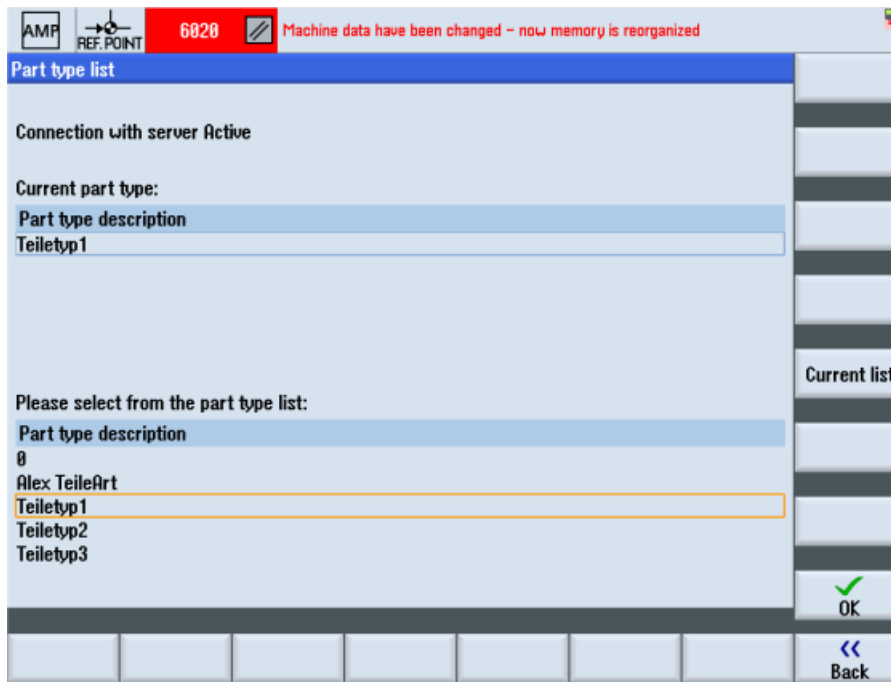 AMP
REF. POINT
6020
Machine data have been changed - now memory is reorganized
Part type list
Connection with server Active
Current part type:
Part type description
Teiletyp1
Current list
Please select from the part type list:
Part type description
0
Alex TeileArt
Teiletyp1
Teiletyp2
Teiletyp3
OK
<<
Back